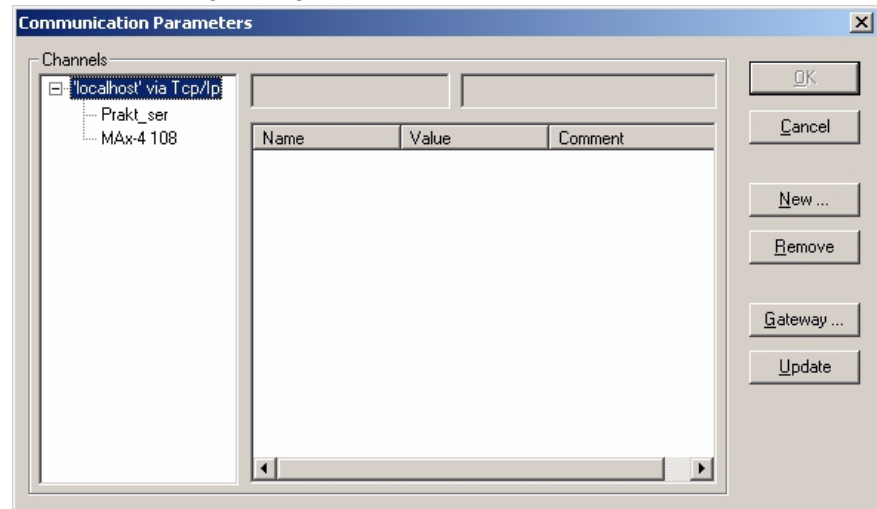 Communication Parameters
Channels
'localhost' via Tcp/Ip
Prakt_ser
MAx-4 108
Name Value Comment
OK
Cancel
New ...
Remove
Gateway ...
Update